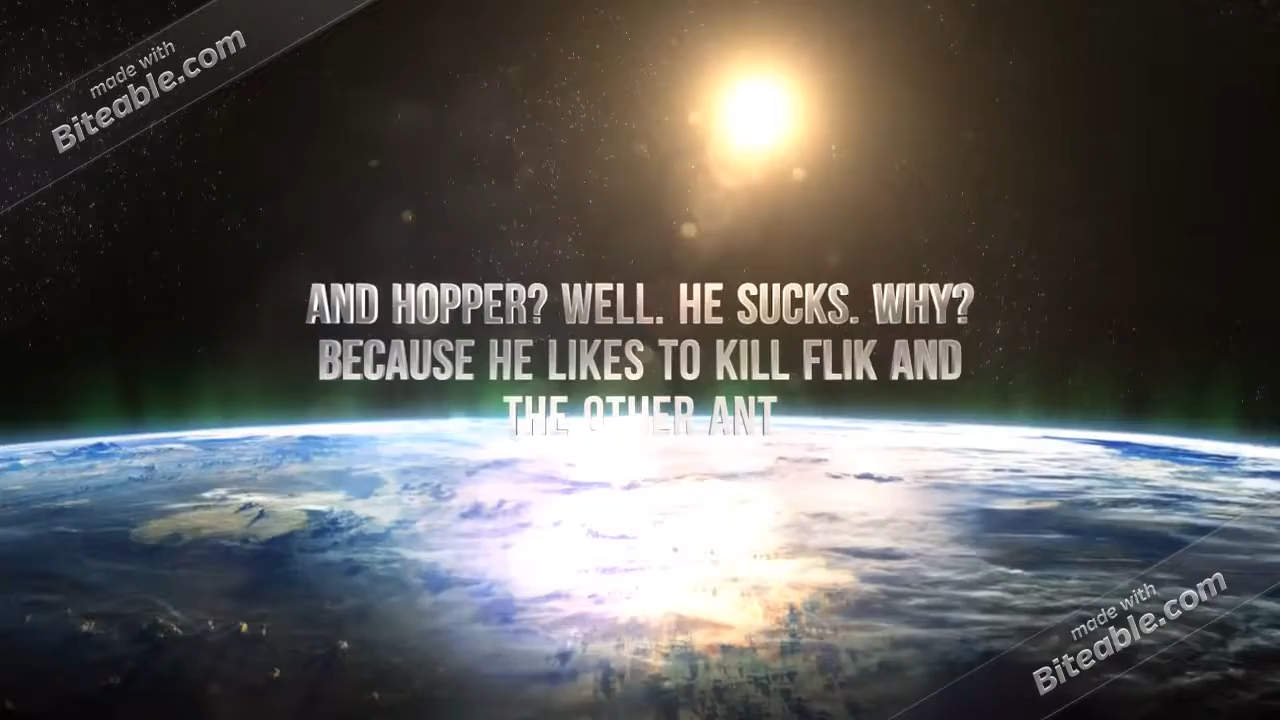 made with
Biteable.com
AND HOPPER? WELL. HE SUCKS. WHY?
BECAUSE HE LIKES TO KILL FLIK AND
THE OTHER ANT
made with
Biteable.com